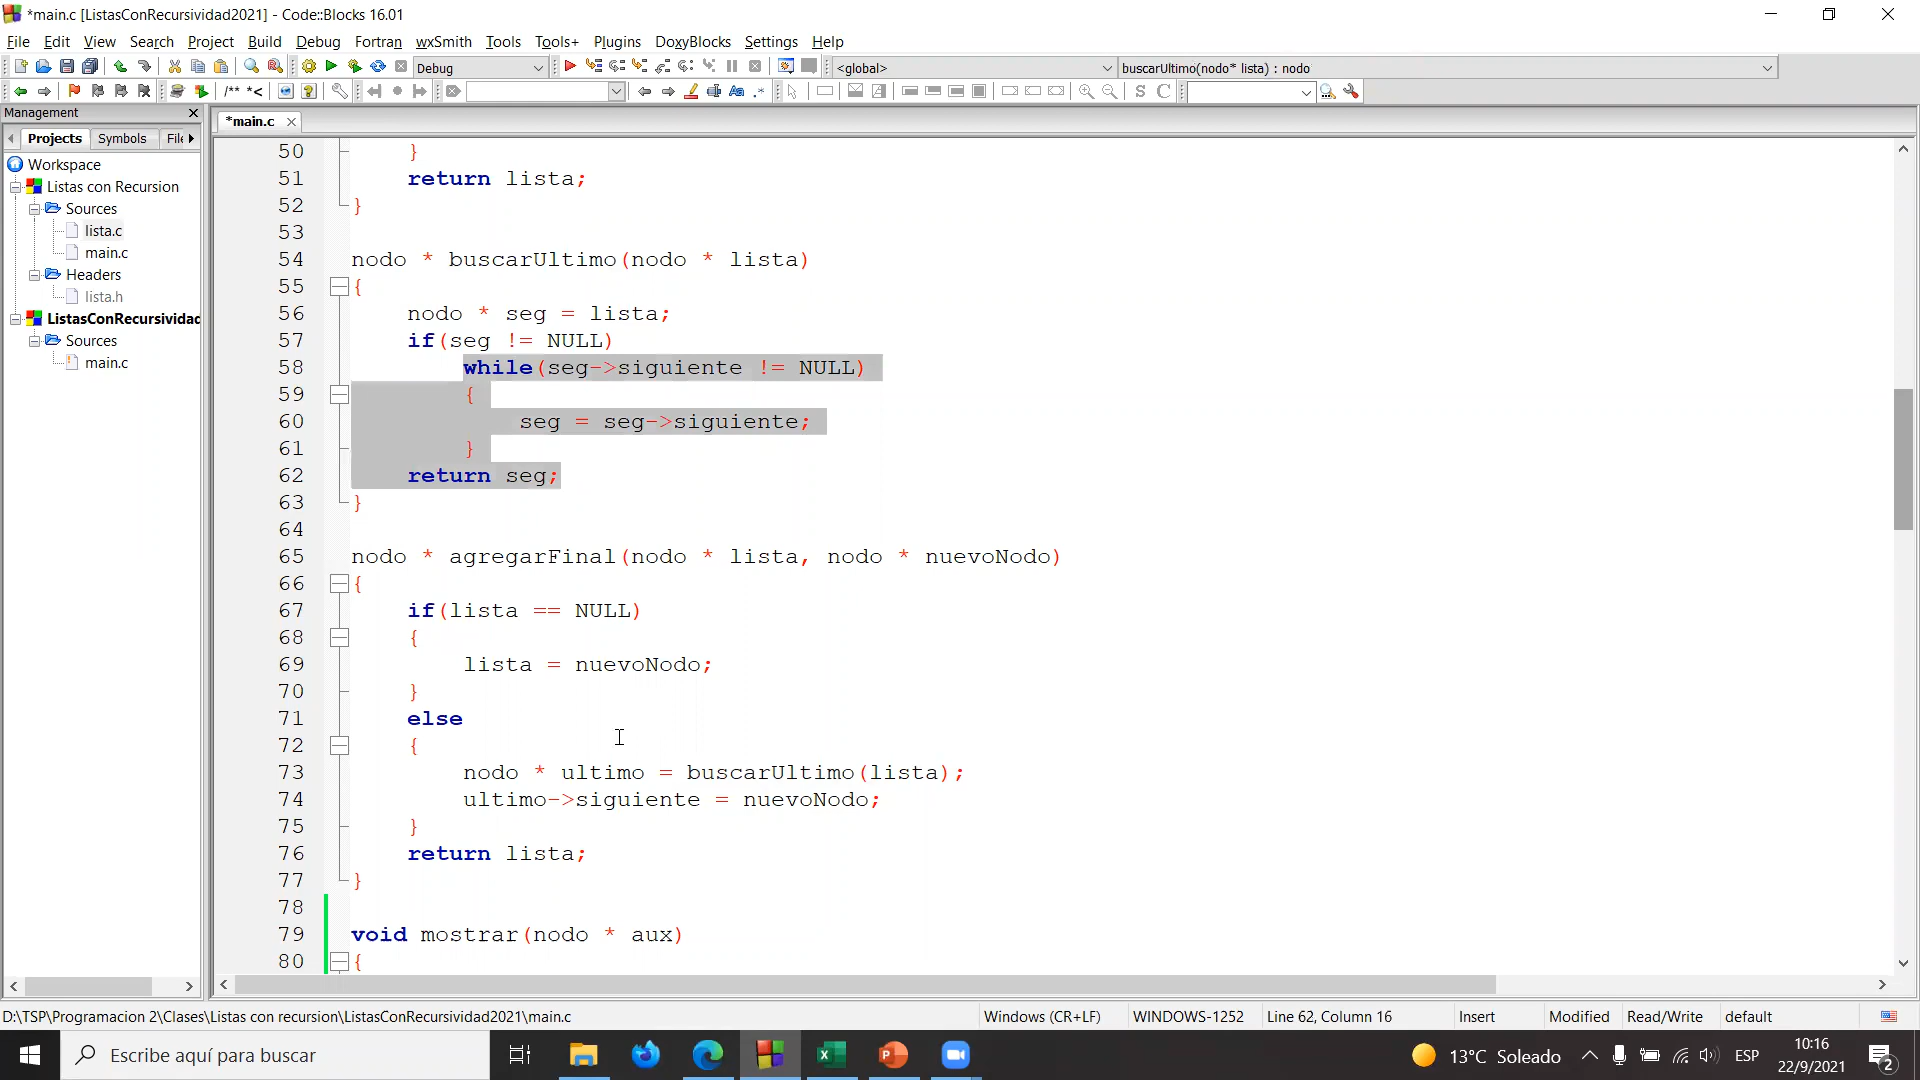 *main.c [ListasConRecursividad2021] - Code::Blocks 16.01
File Edit View Search Project Build Debug Fortran wxSmith Tools Tools+ Plugins DoxyBlocks Settings Help
Debug <global> buscarUltimo(nodo* lista) : nodo
/** *< Aa .* S C
Management
*main.c
Projects Symbols File
Workspace
Listas con Recursion
Sources
lista.c
main.c
Headers
lista.h
ListasConRecursividad
Sources
main.c
50 }
51 return lista;
52 }
53
54 nodo * buscarUltimo(nodo * lista)
55 {
56 nodo * seg = lista;
57 if(seg != NULL)
58 while(seg->siguiente != NULL)
59 {
60 seg = seg->siguiente;
61 }
62 return seg;
63 }
64
65 nodo * agregarFinal(nodo * lista, nodo * nuevoNodo)
66 {
67 if(lista == NULL)
68 {
69 lista = nuevoNodo;
70 }
71 else
72 {
73 nodo * ultimo = buscarUltimo(lista);
74 ultimo->siguiente = nuevoNodo;
75 }
76 return lista;
77 }
78
79 void mostrar(nodo * aux)
80 {
D:\TSP\Programacion 2\Clases\Listas con recursion\ListasConRecursividad2021\main.c Windows (CR+LF) WINDOWS-1252 Line 62, Column 16 Insert Modified Read/Write default
Escribe aquí para buscar
13°C Soleado ESP
10:16
22/9/2021
2